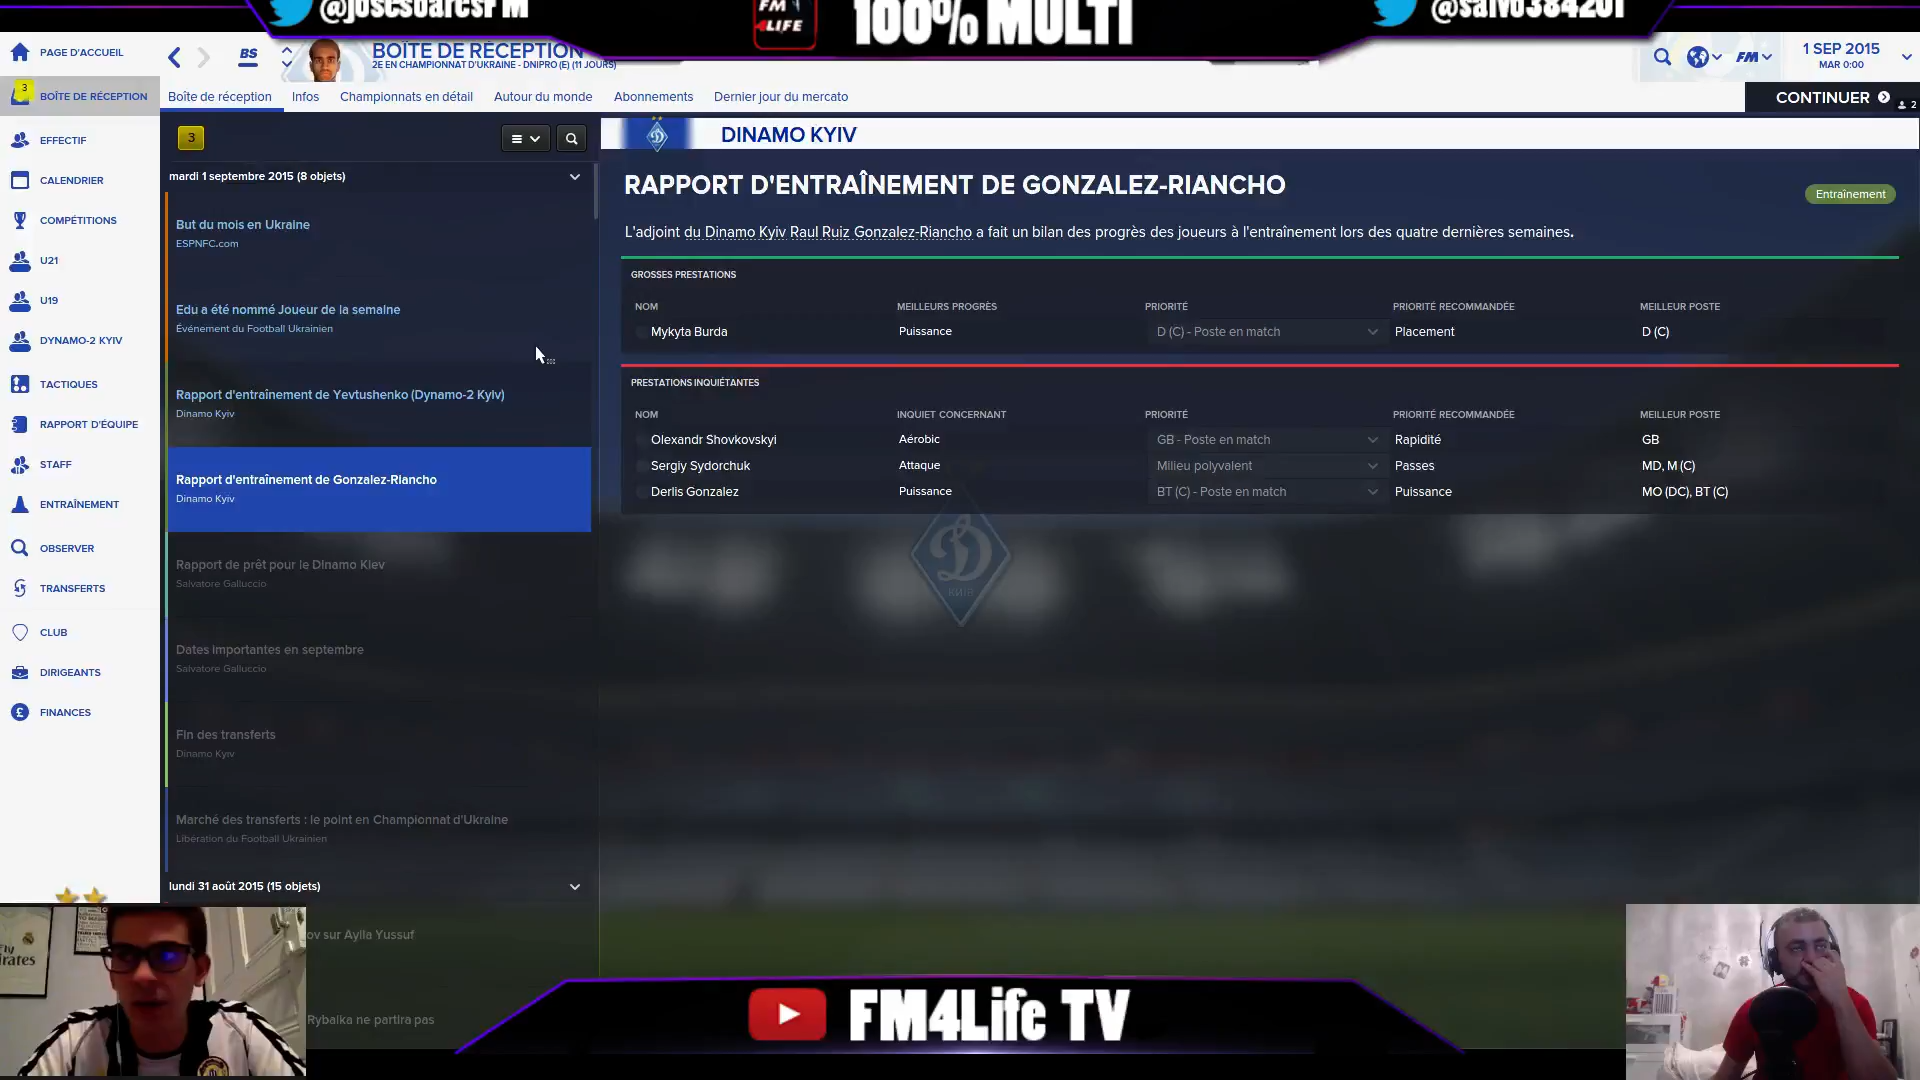 @josesoaresFM
FM
4LIFE
100% MULTI
@salvo384201
PAGE D'ACCUEIL
BS
BOÎTE DE RÉCEPTION
2E EN CHAMPIONNAT D'UKRAINE - DNIPRO (E) (11 JOURS)
FM
1 SEP 2015
MAR 0:00
3
BOÎTE DE RÉCEPTION
Boîte de réception
Infos
Championnats en détail
Autour du monde
Abonnements
Dernier jour du mercato
CONTINUER
2
EFFECTIF
CALENDRIER
COMPÉTITIONS
U21
U19
DYNAMO-2 KYIV
TACTIQUES
RAPPORT D'ÉQUIPE
STAFF
ENTRAÎNEMENT
OBSERVER
TRANSFERTS
CLUB
DIRIGEANTS
FINANCES
3
mardi 1 septembre 2015 (8 objets)
But du mois en Ukraine
ESPNFC.com
Edu a été nommé Joueur de la semaine
Événement du Football Ukrainien
Rapport d'entraînement de Yevtushenko (Dynamo-2 Kyiv)
Dinamo Kyiv
Rapport d'entraînement de Gonzalez-Riancho
Dinamo Kyiv
Rapport de prêt pour le Dinamo Kiev
Salvatore Galluccio
Dates importantes en septembre
Salvatore Galluccio
Fin des transferts
Dinamo Kyiv
Marché des transferts : le point en Championnat d'Ukraine
Libération du Football Ukrainien
lundi 31 août 2015 (15 objets)
ov sur Ayila Yussuf
Rybalka ne partira pas
DINAMO KYIV
RAPPORT D'ENTRAÎNEMENT DE GONZALEZ-RIANCHO
Entraînement
L'adjoint du Dinamo Kyiv Raul Ruiz Gonzalez-Riancho a fait un bilan des progrès des joueurs à l'entraînement lors des quatre dernières semaines.
GROSSES PRESTATIONS
NOM MEILLEURS PROGRÈS PRIORITÉ PRIORITÉ RECOMMANDÉE MEILLEUR POSTE
Mykyta Burda Puissance D (C) - Poste en match Placement D (C)
PRESTATIONS INQUIÉTANTES
NOM INQUIET CONCERNANT PRIORITÉ PRIORITÉ RECOMMANDÉE MEILLEUR POSTE
Olexandr Shovkovskyi Aérobic GB - Poste en match Rapidité GB
Sergiy Sydorchuk Attaque Milieu polyvalent Passes MD, M (C)
Derlis Gonzalez Puissance BT (C) - Poste en match Puissance MO (DC), BT (C)
FM4Life TV